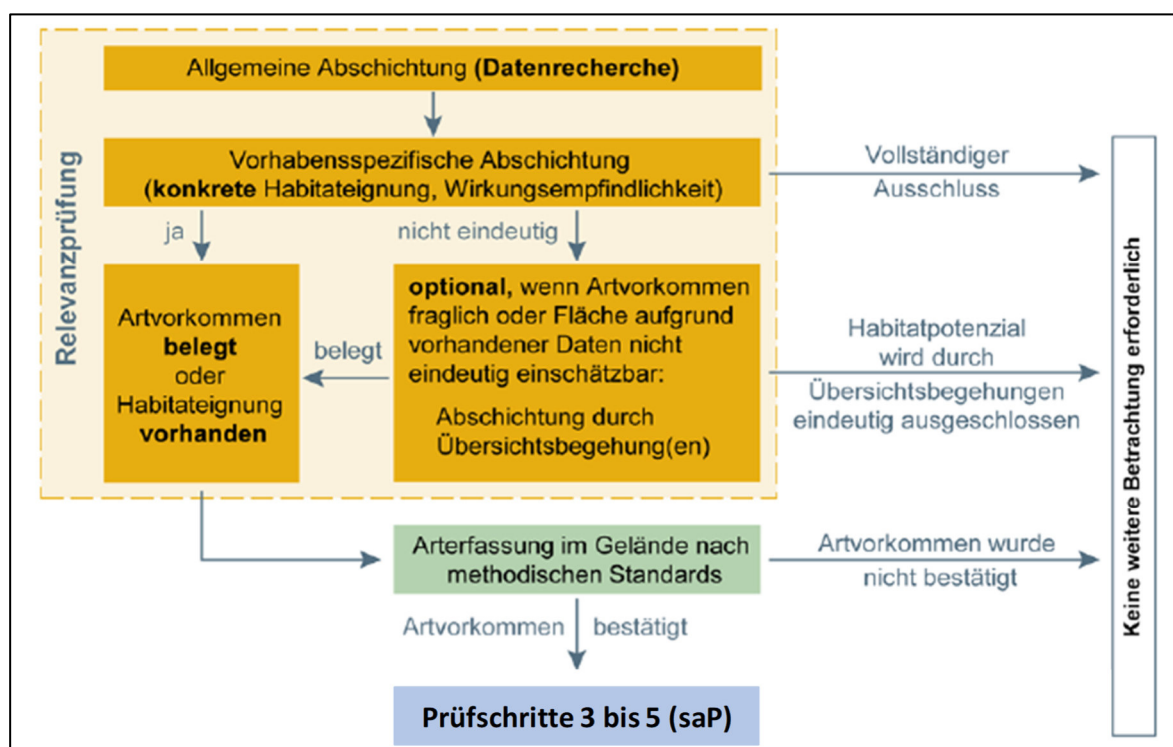 Relevanzprüfung
Allgemeine Abschichtung (Datenrecherche)
Vorhabensspezifische Abschichtung
(konkrete Habitateignung, Wirkungsempfindlichkeit)
Vollständiger
Ausschluss
ja
nicht eindeutig
Artvorkommen
belegt
oder
Habitateignung
vorhanden
belegt
optional, wenn Artvorkommen
fraglich oder Fläche aufgrund
vorhandener Daten nicht
eindeutig einschätzbar:
Abschichtung durch
Übersichtsbegehung(en)
Habitatpotenzial
wird durch
Übersichtsbegehungen
eindeutig ausgeschlossen
Arterfassung im Gelände nach
methodischen Standards
Artvorkommen wurde
nicht bestätigt
Artvorkommen bestätigt
Prüfschritte 3 bis 5 (saP)
Keine weitere Betrachtung erforderlich